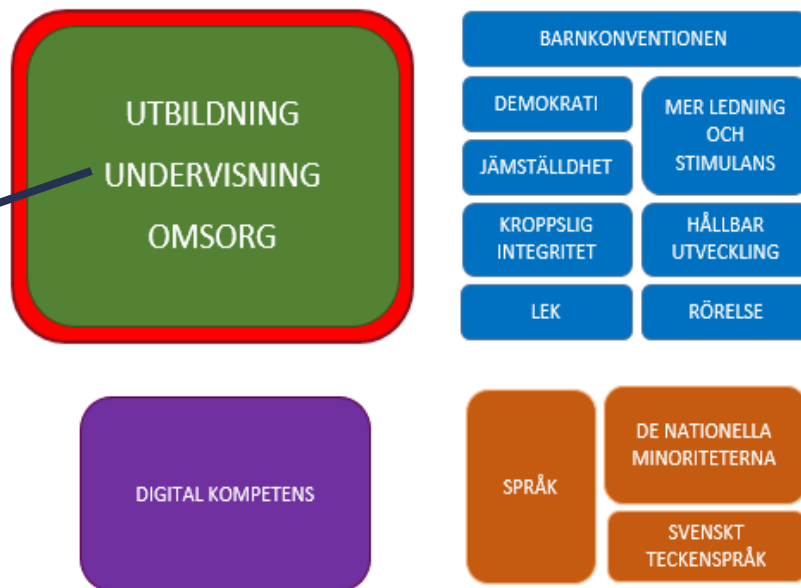 UTBILDNING
UNDERVISNING
OMSORG
BARNKONVENTIONEN
DEMOKRATI
JÄMSTÄLLDHET
MER LEDNING
OCH
STIMULANS
KROPPSLIG
INTEGRITET
HÅLLBAR
UTVECKLING
LEK
RÖRELSE
DIGITAL KOMPETENS
SPRÅK
DE NATIONELLA
MINORITETERNA
SVENSKT
TECKENSPRÅK